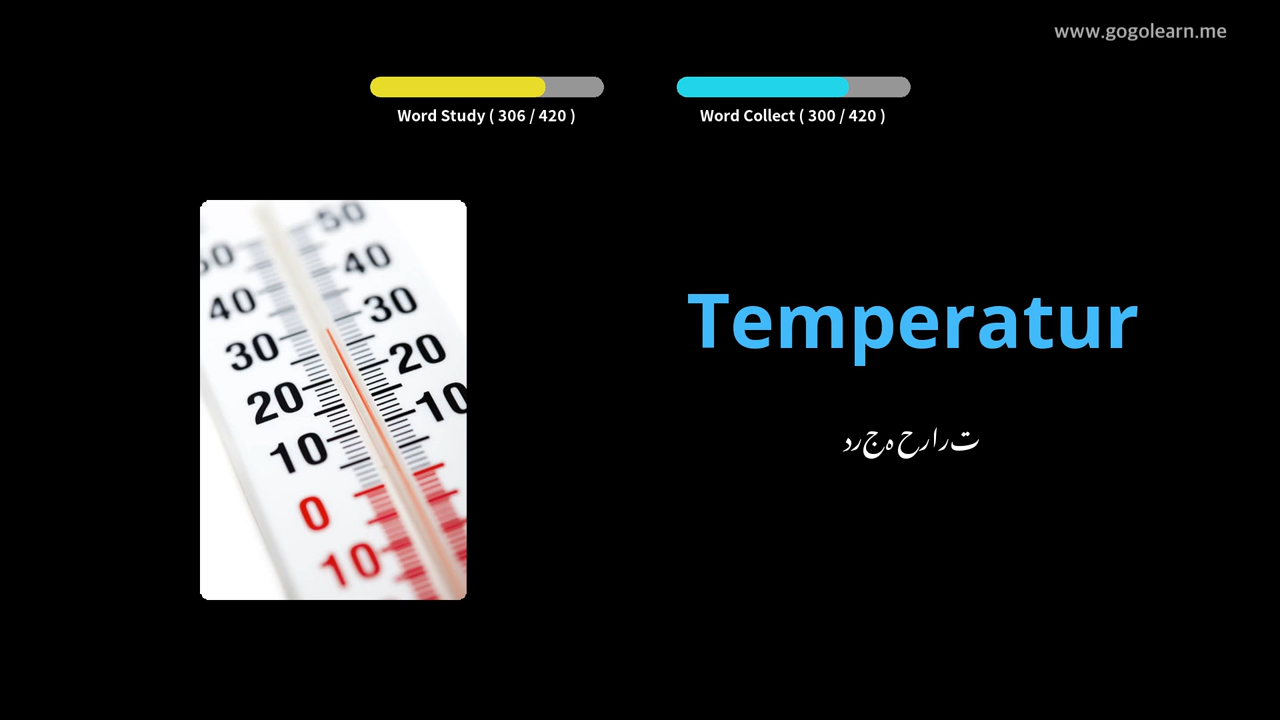 www.gogolearn.me
Word Study ( 306 / 420 )
Word Collect ( 300 / 420 )
50
50
40
40
30
30
20
20
10
10
0
10
Temperatur
درجہ حرارت